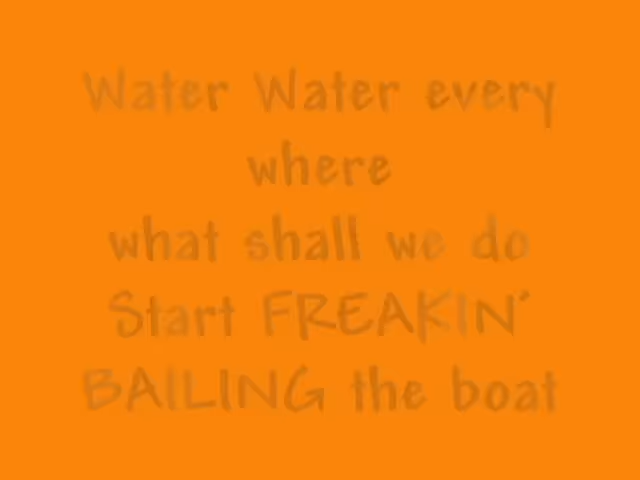 Water Water every
where
what shall we do
Start FREAKIN'
BAILING the boat